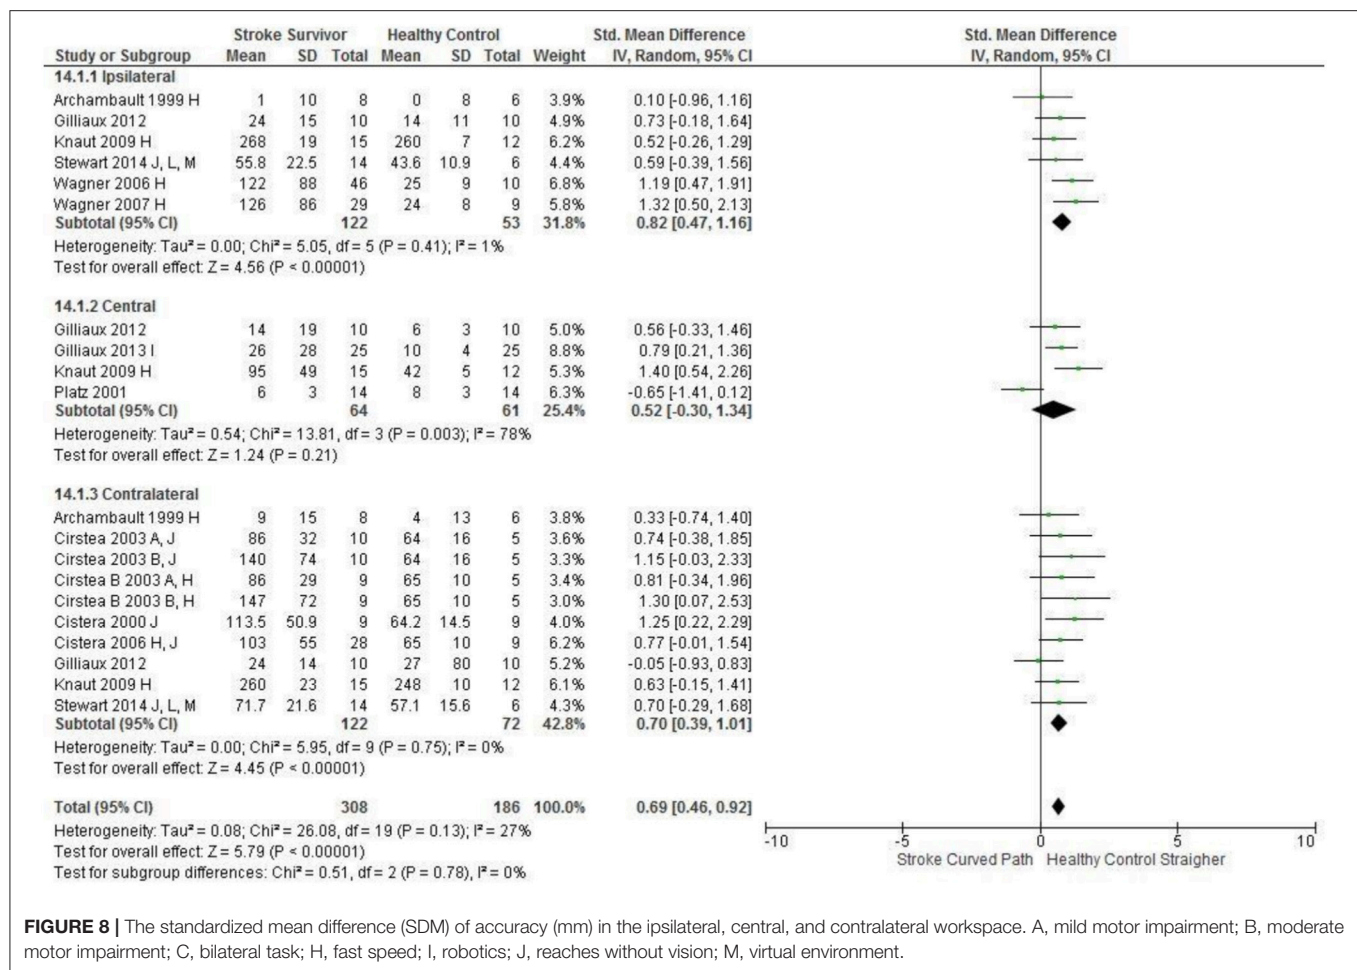 Stroke Survivor Healthy Control Std. Mean Difference Std. Mean Difference
Study or Subgroup Mean SD Total Mean SD Total Weight IV, Random, 95% CI IV, Random, 95% CI
14.1.1 Ipsilateral
Archambault 1999 H 1 10 8 0 8 6 3.9% 0.10 [-0.96, 1.16]
Gilliaux 2012 24 15 10 14 11 10 4.9% 0.73 [-0.18, 1.64]
Knaut 2009 H 268 19 15 260 7 12 6.2% 0.52 [-0.26, 1.29]
Stewart 2014 J, L, M 55.8 22.5 14 43.6 10.9 6 4.4% 0.59 [-0.39, 1.56]
Wagner 2006 H 122 88 46 25 9 10 6.8% 1.19 [0.47, 1.91]
Wagner 2007 H 126 86 29 24 8 9 5.8% 1.32 [0.50, 2.13]
Subtotal (95% CI) 122 53 31.8% 0.82 [0.47, 1.16]
Heterogeneity: Tau² = 0.00; Chi² = 5.05, df = 5 (P = 0.41); I² = 1%
Test for overall effect: Z = 4.56 (P < 0.00001)
14.1.2 Central
Gilliaux 2012 14 19 10 6 3 10 5.0% 0.56 [-0.33, 1.46]
Gilliaux 2013 I 26 28 25 10 4 25 8.8% 0.79 [0.21, 1.36]
Knaut 2009 H 95 49 15 42 5 12 5.3% 1.40 [0.54, 2.26]
Platz 2001 6 3 14 8 3 14 6.3% -0.65 [-1.41, 0.12]
Subtotal (95% CI) 64 61 25.4% 0.52 [-0.30, 1.34]
Heterogeneity: Tau² = 0.54; Chi² = 13.81, df = 3 (P = 0.003); I² = 78%
Test for overall effect: Z = 1.24 (P = 0.21)
14.1.3 Contralateral
Archambault 1999 H 9 15 8 4 13 6 3.8% 0.33 [-0.74, 1.40]
Cirstea 2003 A, J 86 32 10 64 16 5 3.6% 0.74 [-0.38, 1.85]
Cirstea 2003 B, J 140 74 10 64 16 5 3.3% 1.15 [-0.03, 2.33]
Cirstea B 2003 A, H 86 29 9 65 10 5 3.4% 0.81 [-0.34, 1.96]
Cirstea B 2003 B, H 147 72 9 65 10 5 3.0% 1.30 [0.07, 2.53]
Cistera 2000 J 113.5 50.9 9 64.2 14.5 9 4.0% 1.25 [0.22, 2.29]
Cistera 2006 H, J 103 55 28 65 10 9 6.2% 0.77 [-0.01, 1.54]
Gilliaux 2012 24 14 10 27 80 10 5.2% -0.05 [-0.93, 0.83]
Knaut 2009 H 260 23 15 248 10 12 6.1% 0.63 [-0.15, 1.41]
Stewart 2014 J, L, M 71.7 21.6 14 57.1 15.6 6 4.3% 0.70 [-0.29, 1.68]
Subtotal (95% CI) 122 72 42.8% 0.70 [0.39, 1.01]
Heterogeneity: Tau² = 0.00; Chi² = 5.95, df = 9 (P = 0.75); I² = 0%
Test for overall effect: Z = 4.45 (P < 0.00001)
Total (95% CI) 308 186 100.0% 0.69 [0.46, 0.92]
Heterogeneity: Tau² = 0.08; Chi² = 26.08, df = 19 (P = 0.13); I² = 27%
Test for overall effect: Z = 5.79 (P < 0.00001)
Test for subgroup differences: Chi² = 0.51, df = 2 (P = 0.78), I² = 0%
-10 -5 0 5 10
Stroke Curved Path Healthy Control Straigher
FIGURE 8 | The standardized mean difference (SDM) of accuracy (mm) in the ipsilateral, central, and contralateral workspace. A, mild motor impairment; B, moderate
motor impairment; C, bilateral task; H, fast speed; I, robotics; J, reaches without vision; M, virtual environment.